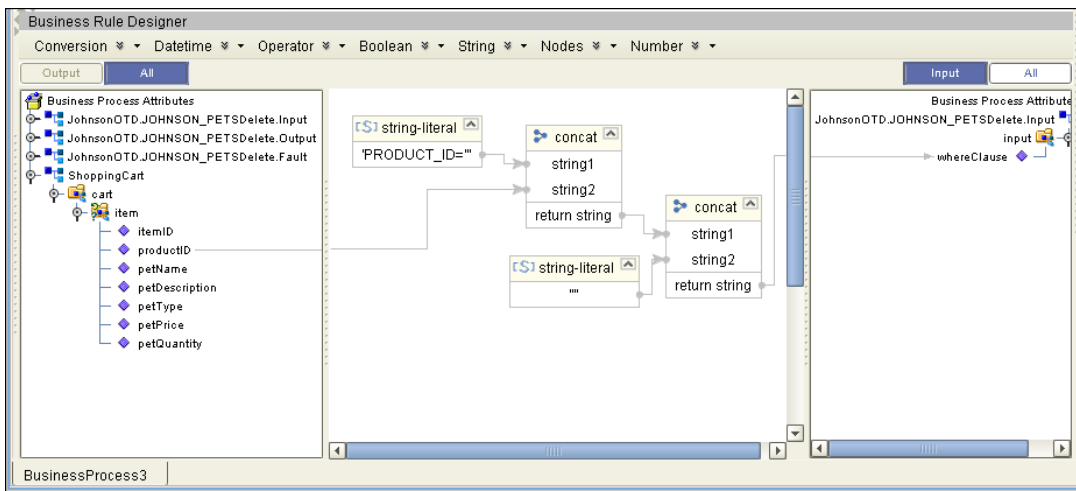 Business Rule Designer
Conversion Datetime Operator Boolean String Nodes Number
Output All Input All
Business Process Attributes
JohnsonOTD.JOHNSON_PETSDelete.Input
JohnsonOTD.JOHNSON_PETSDelete.Output
JohnsonOTD.JOHNSON_PETSDelete.Fault
ShoppingCart
cart
item
itemID
productID
petName
petDescription
petType
petPrice
petQuantity
[S] string-literal
'PRODUCT_ID='"
concat
string1
string2
return string
[S] string-literal
""
concat
string1
string2
return string
Business Process Attribute
JohnsonOTD.JOHNSON_PETSDelete.Input
input
whereClause
BusinessProcess3